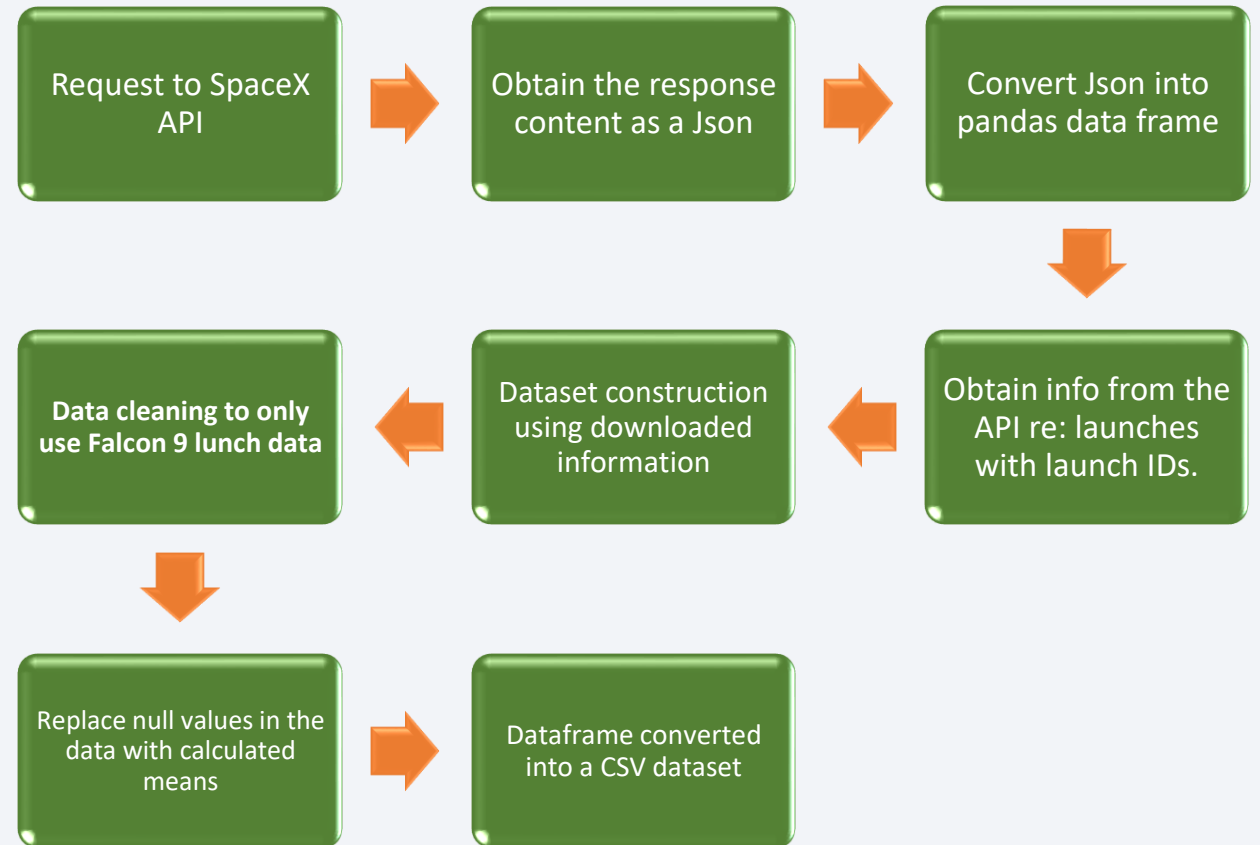 Request to SpaceX
API
Obtain the response
content as a Json
Convert Json into
pandas data frame
Obtain info from the
API re: launches
with launch IDs.
Dataset construction
using downloaded
information
Data cleaning to only
use Falcon 9 lunch data
Replace null values in the
data with calculated
means
Dataframe converted
into a CSV dataset